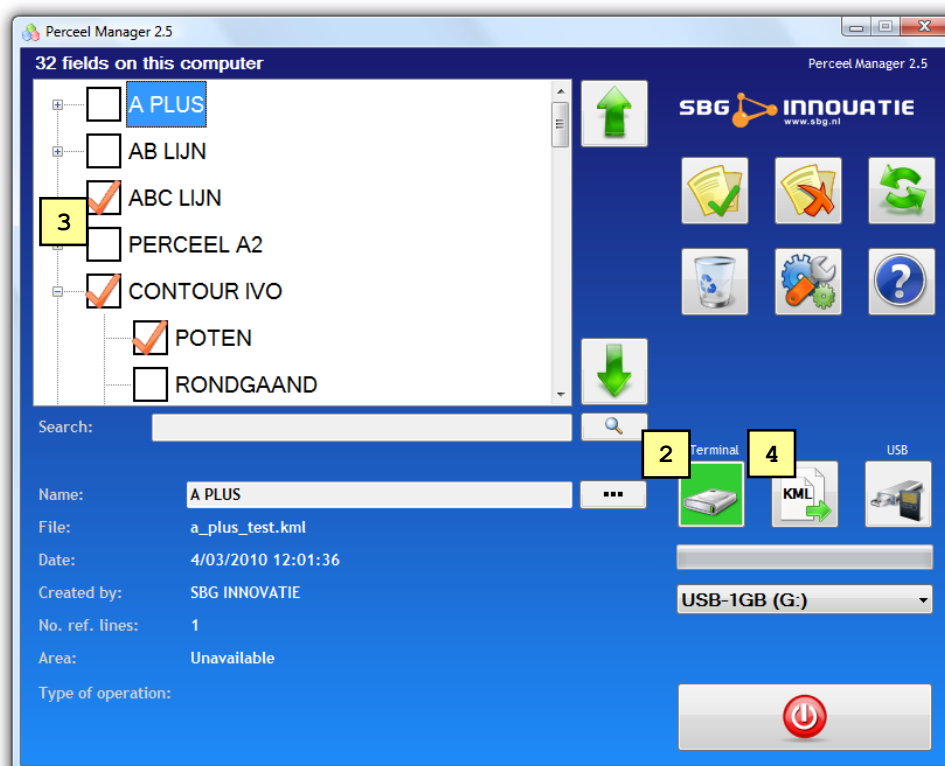 Perceel Manager 2.5
32 fields on this computer
Perceel Manager 2.5
A PLUS
AB LIJN
ABC LIJN
3
PERCEEL A2
CONTOUR IVO
POTEN
RONDGAAND
SBG INNOVATIE
www.sbg.nl
Search:
2
Terminal
4
USB
KML
Name:
A PLUS
...
File:
a_plus_test.kml
Date:
4/03/2010 12:01:36
Created by:
SBG INNOVATIE
No. ref. lines:
1
Area:
Unavailable
Type of operation:
USB-1GB (G:)